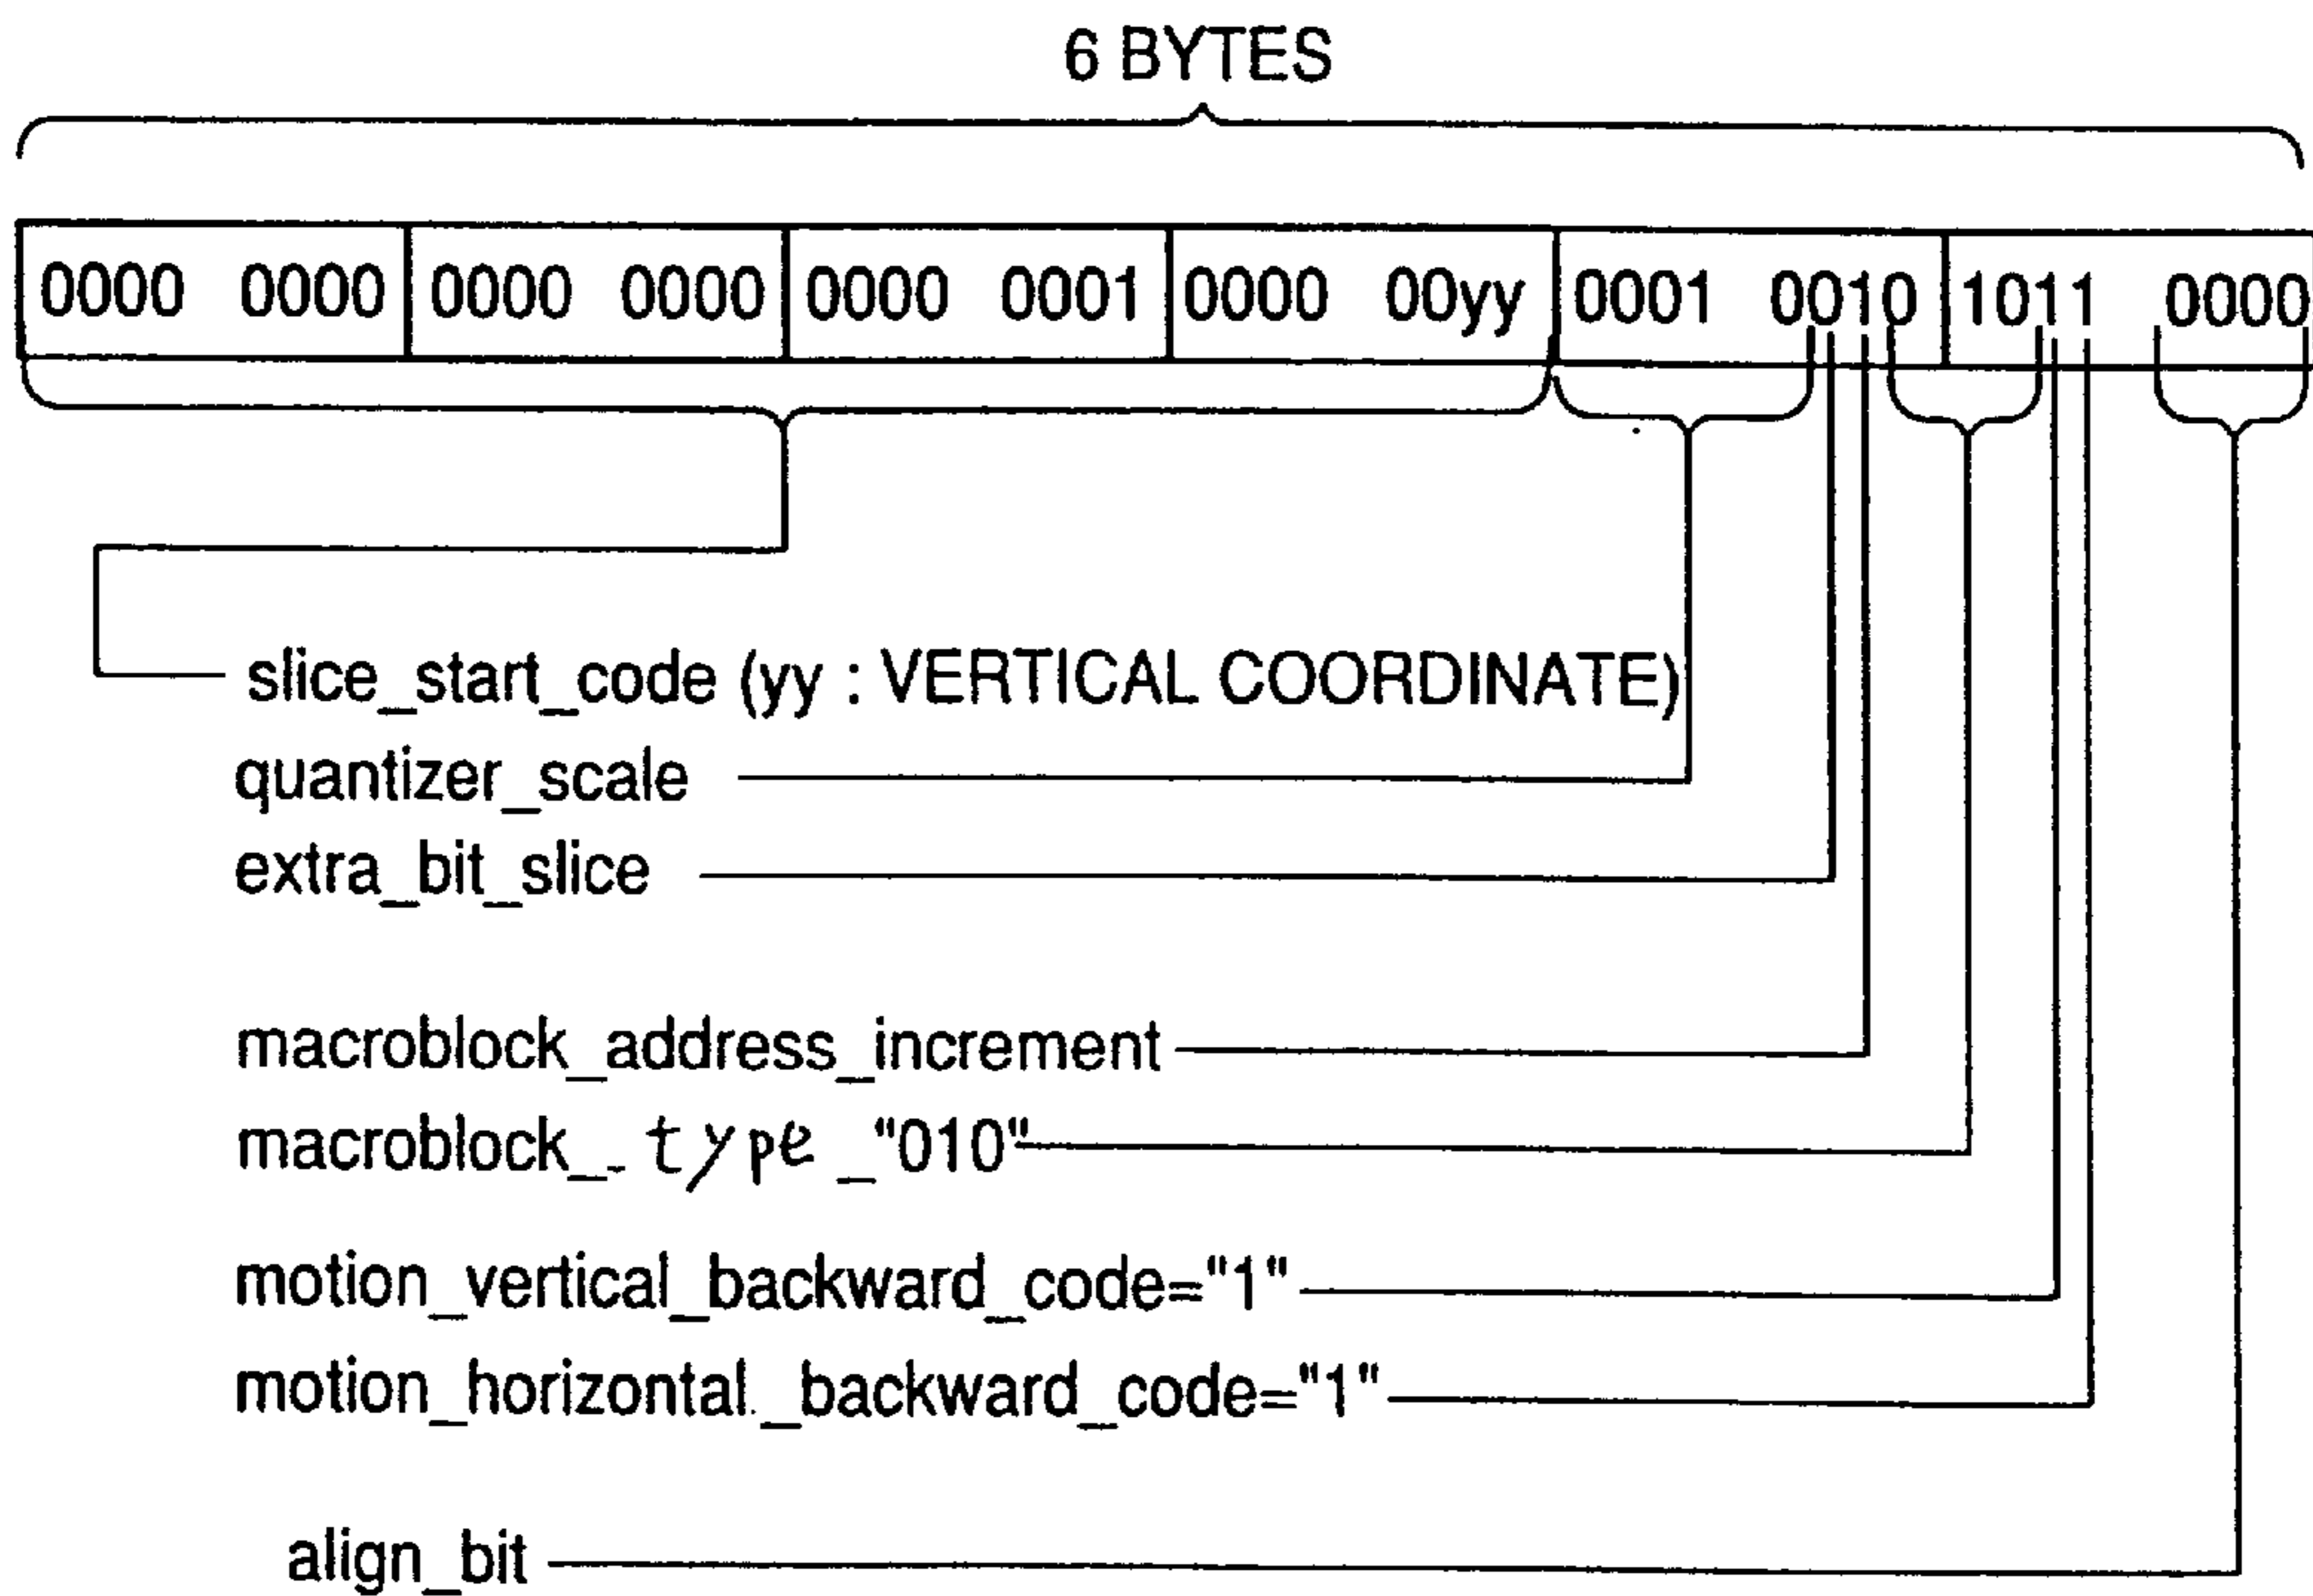 6 BYTES
0000 0000 0000 0000 0000 0001 0000 00yy 0001 0010 1011 0000
slice_start_code (yy : VERTICAL COORDINATE)
quantizer_scale
extra_bit_slice
macroblock_address_increment
macroblock_type_"010"
motion_vertical_backward_code="1"
motion_horizontal_backward_code="1"
align_bit